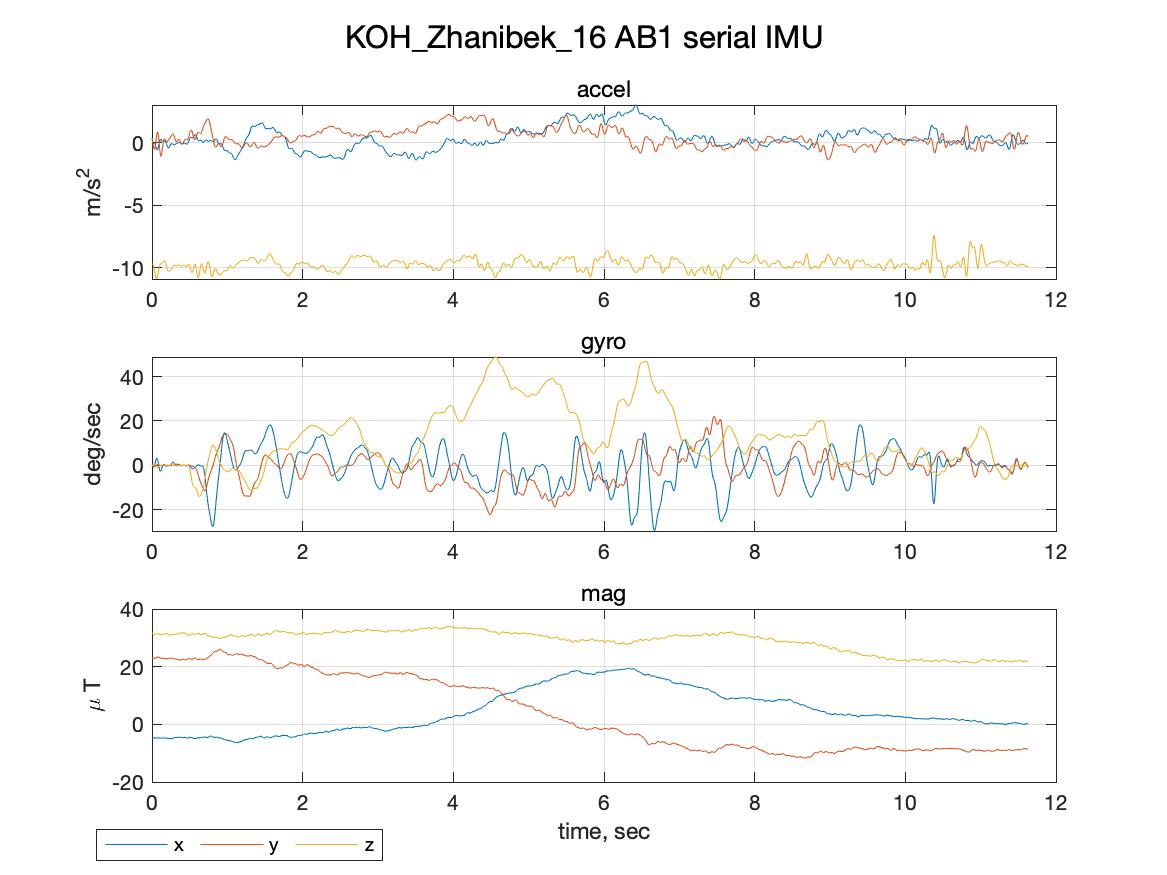 KOH_Zhanibek_16 AB1 serial IMU
accel
m/s²
0
-5
-10
0 2 4 6 8 10 12
gyro
deg/sec
40
20
0
-20
0 2 4 6 8 10 12
mag
μ T
40
20
0
-20
0 2 4 6 8 10 12
time, sec
x y z